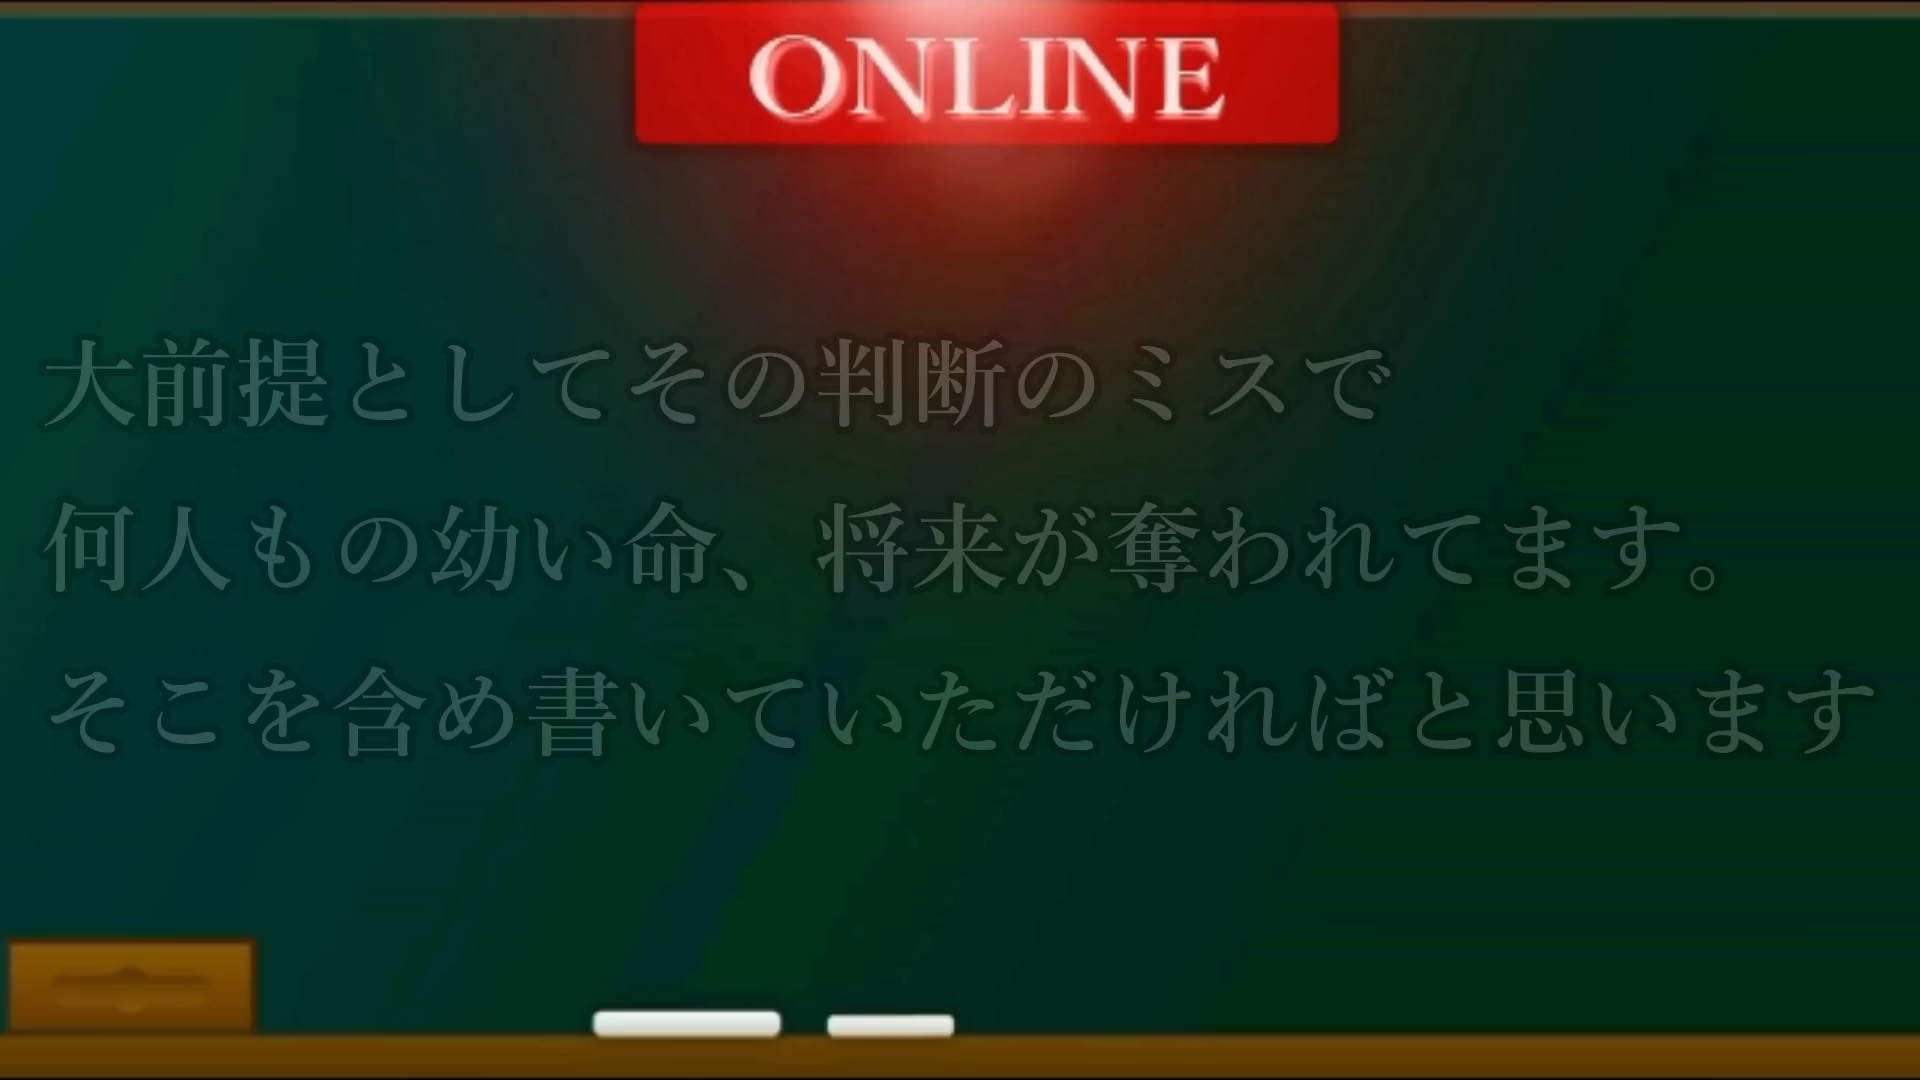 ONLINE
大前提としてその判断のミスで
何人もの幼い命、将来が奪われてます。
そこを含め書いていただければと思います